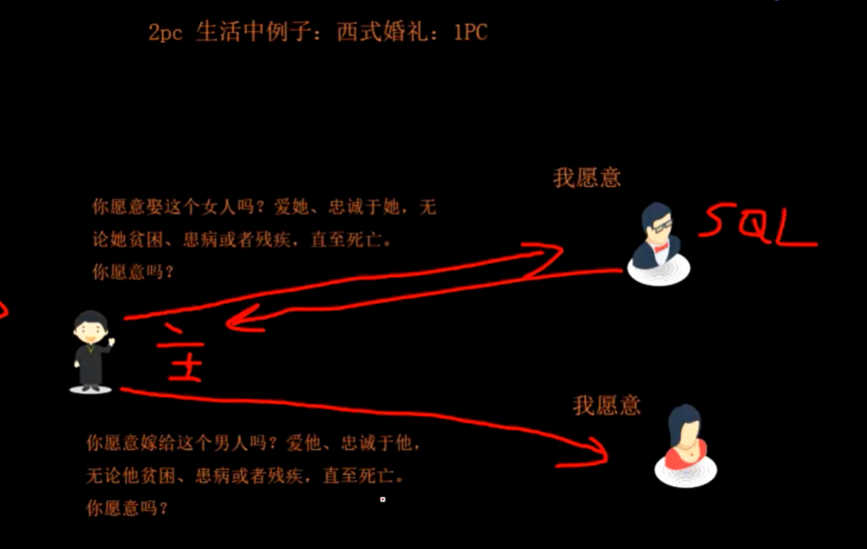 2pc 生活中例子：西式婚礼：1PC
我愿意
你愿意娶这个女人吗？爱她、忠诚于她，无
论她贫困、患病或者残疾，直至死亡。
你愿意吗？
SQL
我愿意
你愿意嫁给这个男人吗？爱他、忠诚于他，
无论他贫困、患病或者残疾，直至死亡。
你愿意吗？